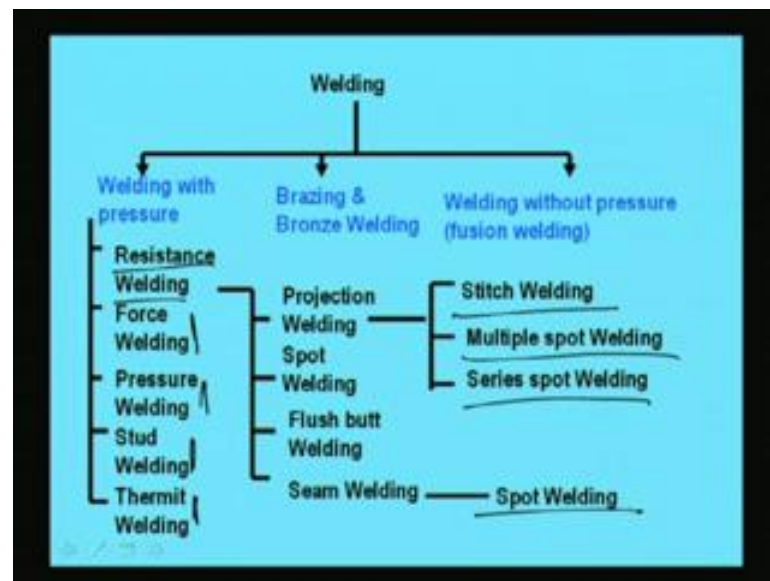 Welding
Welding with
pressure
Brazing &
Bronze Welding
Welding without pressure
(fusion welding)
Resistance
Welding
Force
Welding
Pressure
Welding
Stud
Welding
Thermit
Welding
Projection
Welding
Spot
Welding
Flush butt
Welding
Seam Welding
Stitch Welding
Multiple spot Welding
Series spot Welding
Spot Welding